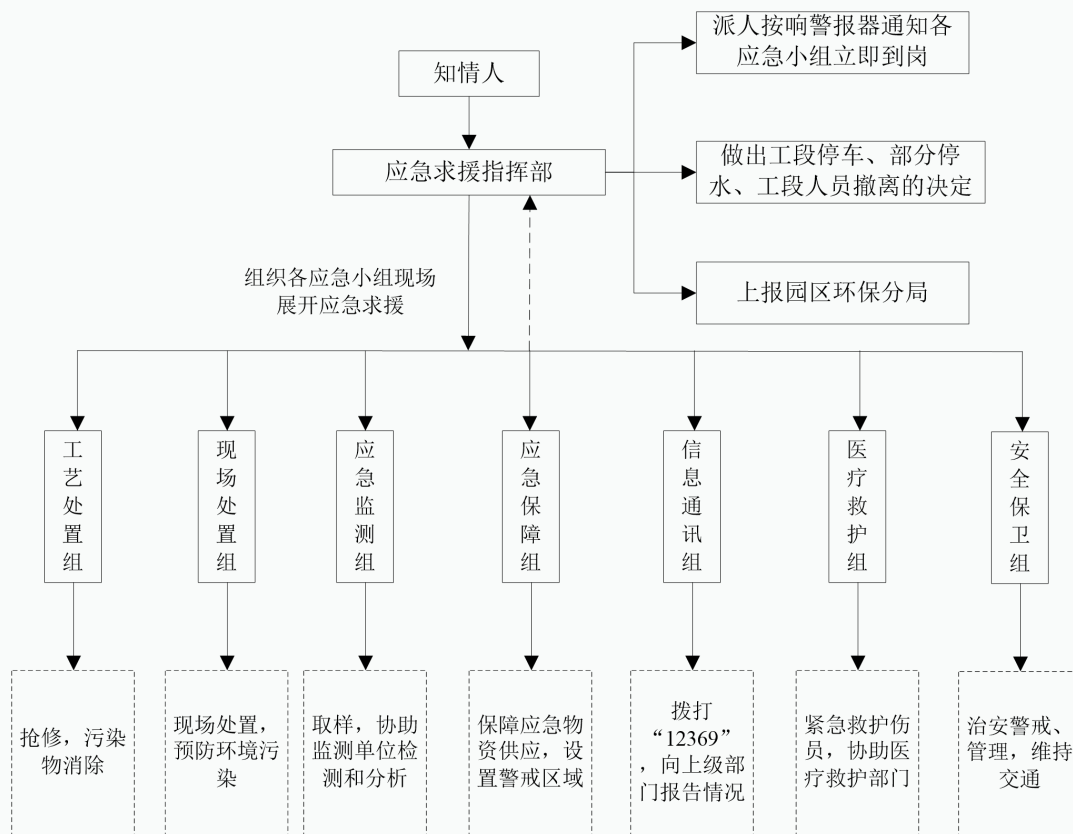 派人按响警报器通知各
应急小组立即到岗
知情人
应急求援指挥部
做出工段停车、部分停
水、工段人员撤离的决定
组织各应急小组现场
展开应急求援
上报园区环保分局
工艺处置组
现场处置组
应急监测组
应急保障组
信息通讯组
医疗救护组
安全保卫组
抢修，污染
物消除
现场处置，
预防环境污
染
取样，协助
监测单位检
测和分析
保障应急物
资供应，设
置警戒区域
拨打
“12369”
，向上级部
门报告情况
紧急救护伤
员，协助医
疗救护部门
治安警戒、
管理，维持
交通